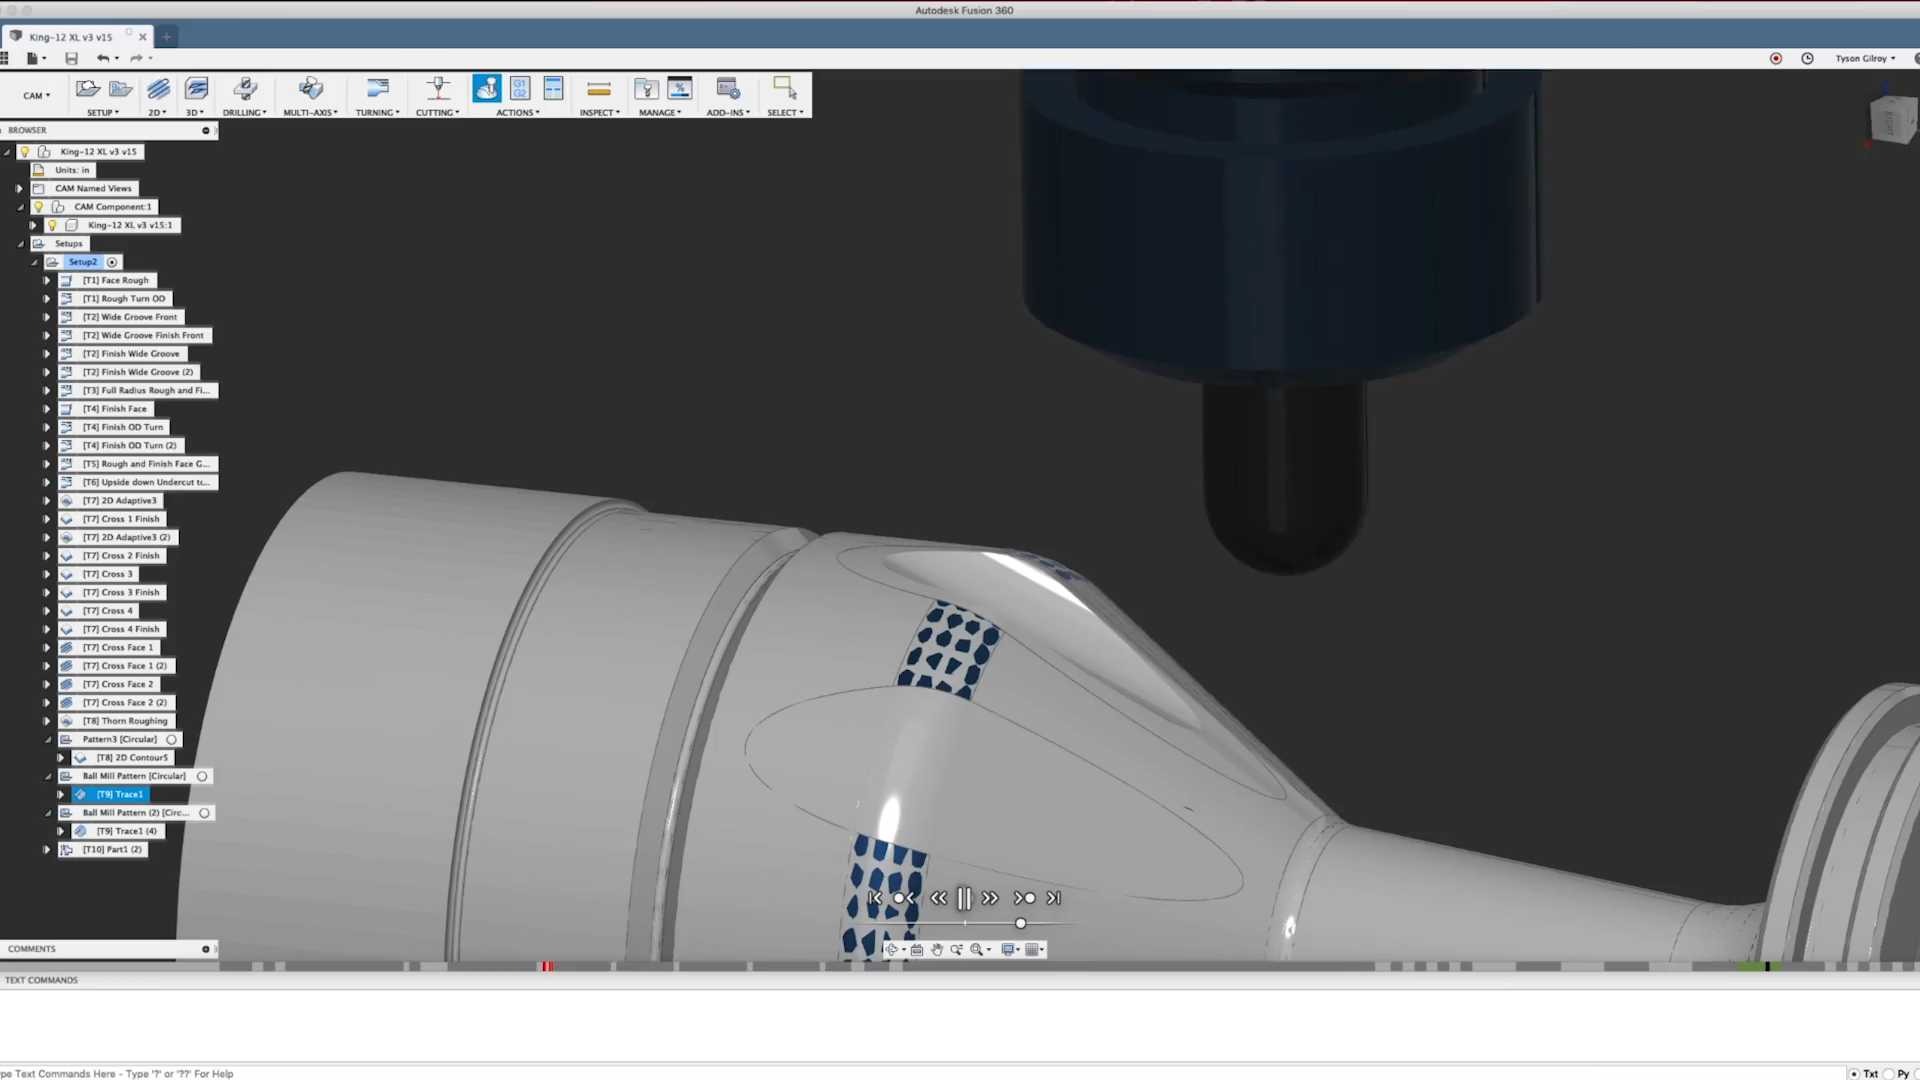 Autodesk Fusion 360
King-12 XL v3 v15
Tyson Gilroy
CAM
SETUP
2D
3D
DRILLING
MULTI-AXIS
TURNING
CUTTING
G1
G2
ACTIONS
INSPECT
MANAGE
ADD-INS
SELECT
BROWSER
RIGHT
King-12 XL v3 v15
Units: in
CAM Named Views
CAM Component:1
King-12 XL v3 v15:1
Setups
Setup2
[T1] Face Rough
[T1] Rough Turn OD
[T2] Wide Groove Front
[T2] Wide Groove Finish Front
[T2] Finish Wide Groove
[T2] Finish Wide Groove (2)
[T3] Full Radius Rough and Fi...
[T4] Finish Face
[T4] Finish OD Turn
[T4] Finish OD Turn (2)
[T5] Rough and Finish Face G...
[T6] Upside down Undercut to...
[T7] 2D Adaptive3
[T7] Cross 1 Finish
[T7] 2D Adaptive3 (2)
[T7] Cross 2 Finish
[T7] Cross 3
[T7] Cross 3 Finish
[T7] Cross 4
[T7] Cross 4 Finish
[T7] Cross Face 1
[T7] Cross Face 1 (2)
[T7] Cross Face 2
[T7] Cross Face 2 (2)
[T8] Thorn Roughing
Pattern3 [Circular]
[T8] 2D Contour5
Ball Mill Pattern [Circular]
[T9] Trace1
Ball Mill Pattern (2) [Circ...
[T9] Trace1 (4)
[T10] Part1 (2)
COMMENTS
TEXT COMMANDS
pe Text Commands Here - Type '?' or '??' For Help
Txt
Py